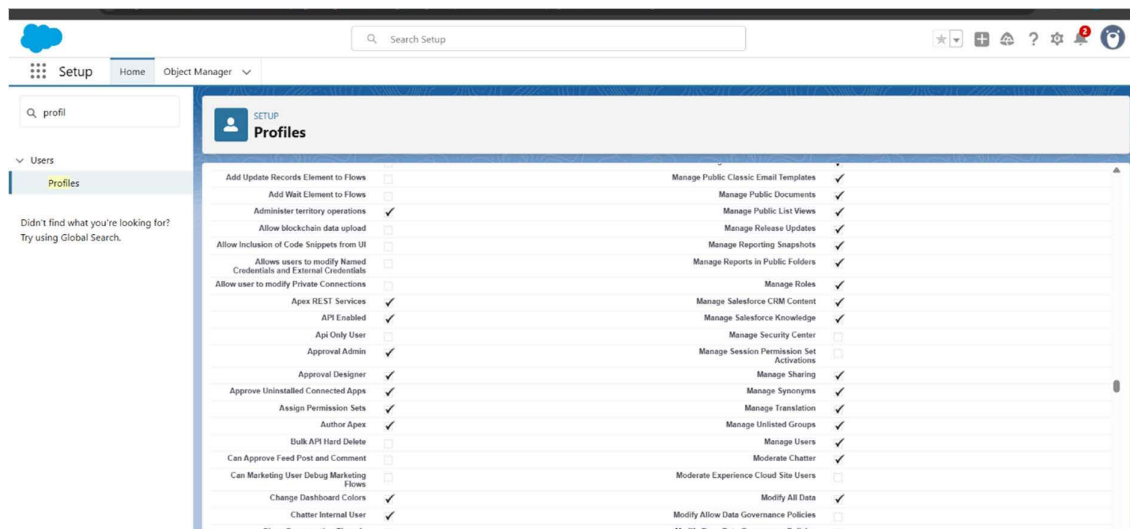 Search Setup
2
Setup
Home
Object Manager
profil
Users
Profiles
Didn't find what you're looking for?
Try using Global Search.
SETUP
Profiles
Add Update Records Element to Flows
Manage Public Classic Email Templates
Add Wait Element to Flows
Manage Public Documents
Administer territory operations
Manage Public List Views
Allow blockchain data upload
Manage Release Updates
Allow Inclusion of Code Snippets from UI
Manage Reporting Snapshots
Allows users to modify Named
Credentials and External Credentials
Manage Reports in Public Folders
Allow user to modify Private Connections
Manage Roles
Apex REST Services
Manage Salesforce CRM Content
API Enabled
Manage Salesforce Knowledge
Api Only User
Manage Security Center
Approval Admin
Manage Session Permission Set
Activations
Approval Designer
Manage Sharing
Approve Uninstalled Connected Apps
Manage Synonyms
Assign Permission Sets
Manage Translation
Author Apex
Manage Unlisted Groups
Bulk API Hard Delete
Manage Users
Can Approve Feed Post and Comment
Moderate Chatter
Can Marketing User Debug Marketing
Flows
Moderate Experience Cloud Site Users
Change Dashboard Colors
Modify All Data
Chatter Internal User
Modify Allow Data Governance Policies